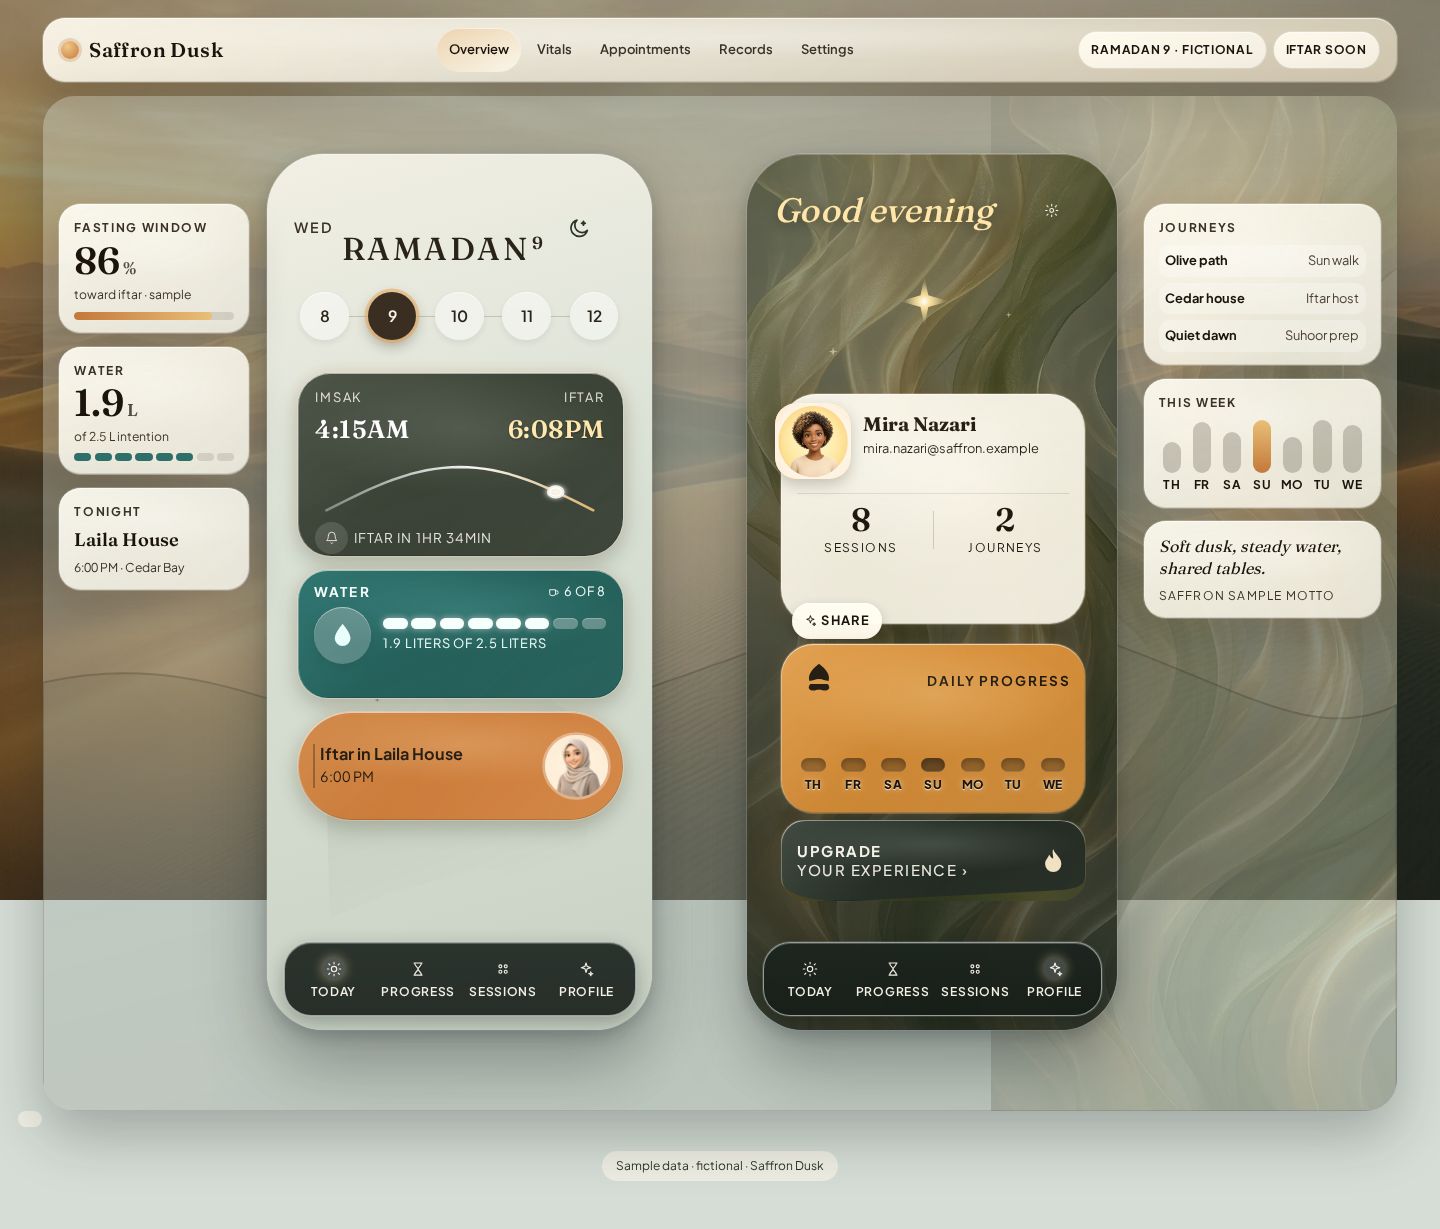 Saffron Dusk
Overview
Vitals
Appointments
Records
Settings
RAMADAN 9 · FICTIONAL
IFTAR SOON
FASTING WINDOW
86%
toward iftar · sample
WATER
1.9 L
of 2.5 L intention
TONIGHT
Laila House
6:00 PM · Cedar Bay
WED
RAMADAN 9
8
9
10
11
12
IMSAK
IFTAR
4:15AM
6:08PM
IFTAR IN 1HR 34MIN
WATER
6 OF 8
1.9 LITERS OF 2.5 LITERS
Iftar in Laila House
6:00 PM
TODAY
PROGRESS
SESSIONS
PROFILE
Good evening
Mira Nazari
mira.nazari@saffron.example
8
SESSIONS
2
JOURNEYS
SHARE
DAILY PROGRESS
TH
FR
SA
SU
MO
TU
WE
UPGRADE
YOUR EXPERIENCE ›
TODAY
PROGRESS
SESSIONS
PROFILE
JOURNEYS
Olive path
Sun walk
Cedar house
Iftar host
Quiet dawn
Suhoor prep
THIS WEEK
TH
FR
SA
SU
MO
TU
WE
Soft dusk, steady water,
shared tables.
SAFFRON SAMPLE MOTTO
Sample data · fictional · Saffron Dusk